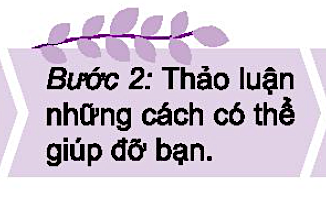 Bước 2: Thảo luận
những cách có thể
giúp đỡ bạn.